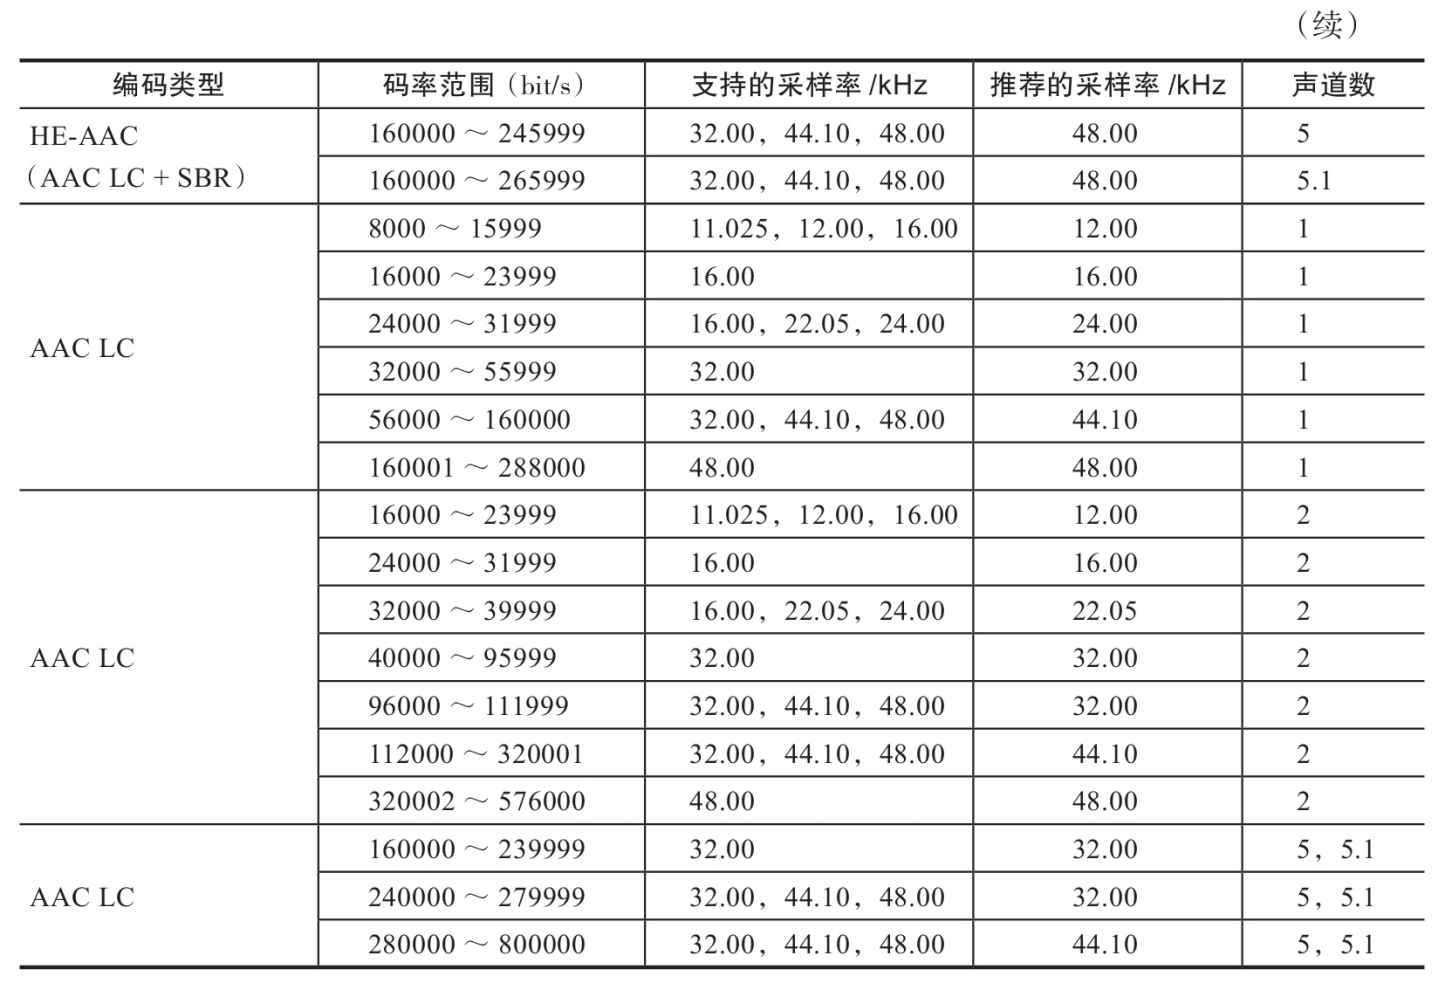 （续）
编码类型 码率范围（bit/s） 支持的采样率 /kHz 推荐的采样率 /kHz 声道数
HE-AAC
（AAC LC + SBR）
160000 ～ 245999 32.00，44.10，48.00 48.00 5
160000 ～ 265999 32.00，44.10，48.00 48.00 5.1
AAC LC
8000 ～ 15999 11.025，12.00，16.00 12.00 1
16000 ～ 23999 16.00 16.00 1
24000 ～ 31999 16.00，22.05，24.00 24.00 1
32000 ～ 55999 32.00 32.00 1
56000 ～ 160000 32.00，44.10，48.00 44.10 1
160001 ～ 288000 48.00 48.00 1
AAC LC
16000 ～ 23999 11.025，12.00，16.00 12.00 2
24000 ～ 31999 16.00 16.00 2
32000 ～ 39999 16.00，22.05，24.00 22.05 2
40000 ～ 95999 32.00 32.00 2
96000 ～ 111999 32.00，44.10，48.00 32.00 2
112000 ～ 320001 32.00，44.10，48.00 44.10 2
320002 ～ 576000 48.00 48.00 2
AAC LC
160000 ～ 239999 32.00 32.00 5，5.1
240000 ～ 279999 32.00，44.10，48.00 32.00 5，5.1
280000 ～ 800000 32.00，44.10，48.00 44.10 5，5.1